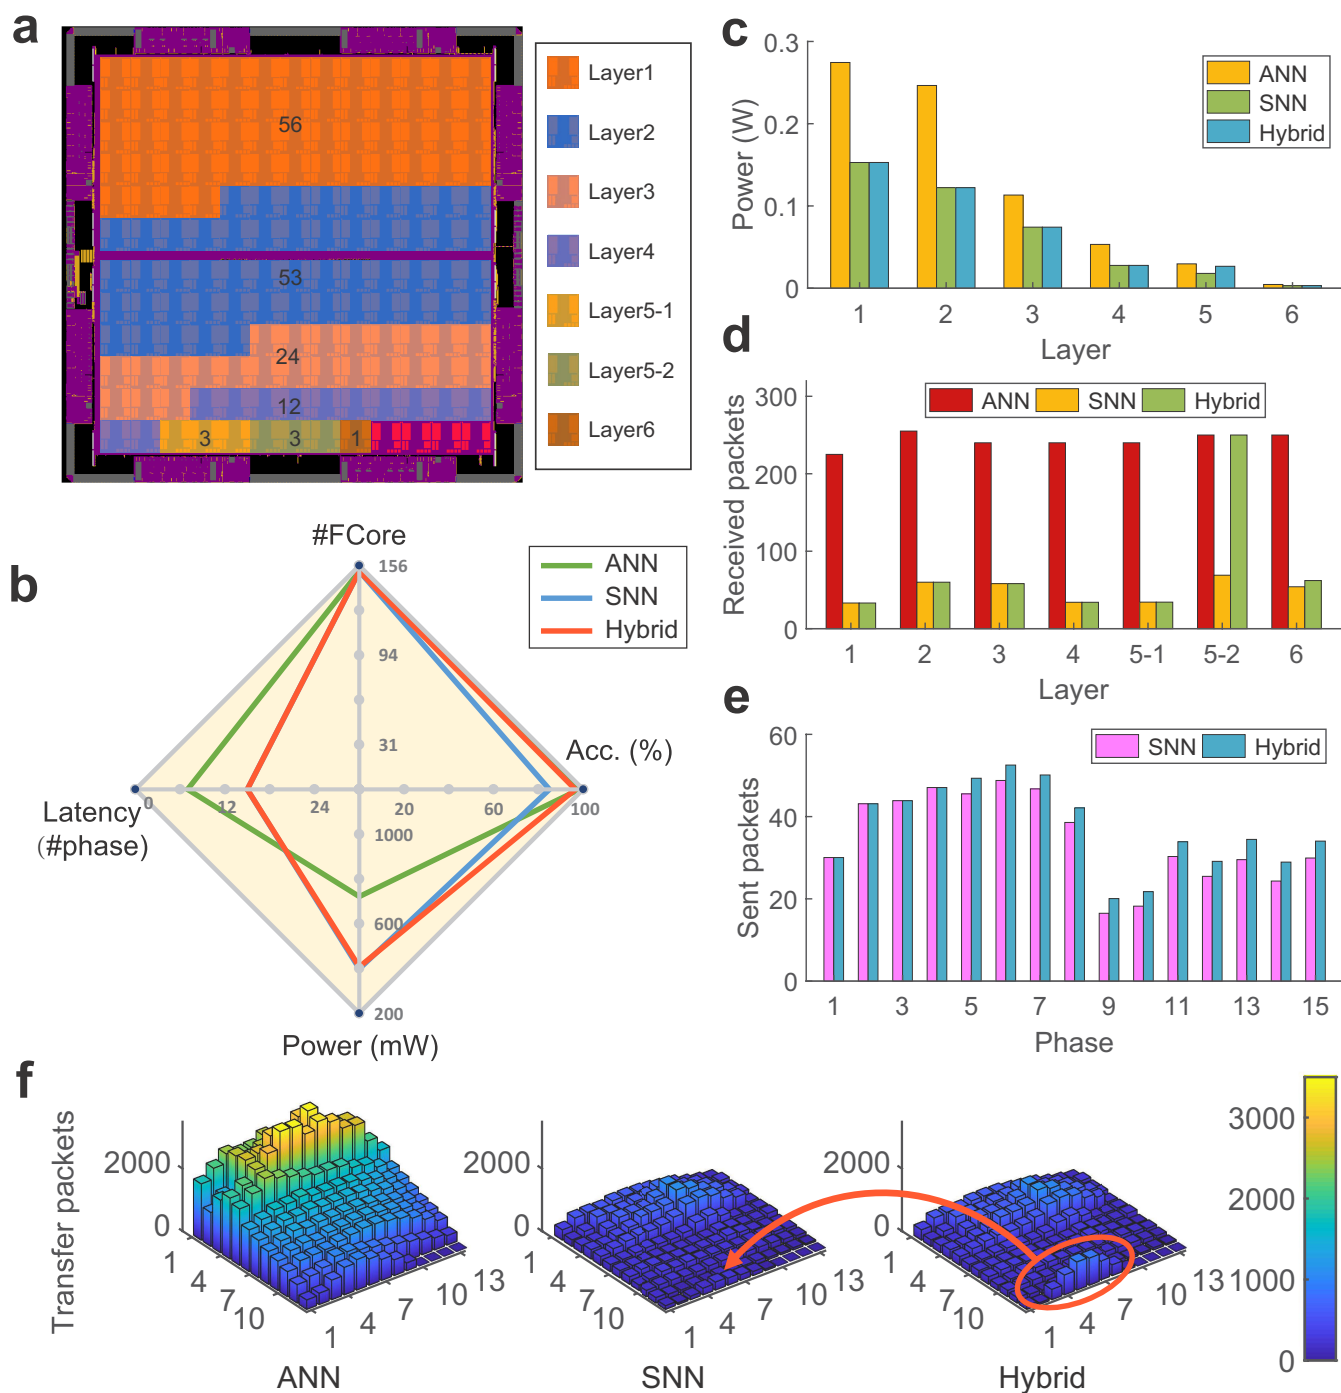 a
56
53
24
12
3
3
1
Layer1
Layer2
Layer3
Layer4
Layer5-1
Layer5-2
Layer6
b
#FCore
156
94
31
ANN
SNN
Hybrid
Acc. (%)
0
12
24
20
60
100
Latency
(#phase)
1000
600
200
Power (mW)
c
0.3
0.2
0.1
0
Power (W)
ANN
SNN
Hybrid
1 2 3 4 5 6
Layer
d
300
200
100
0
Received packets
ANN SNN Hybrid
1 2 3 4 5-1 5-2 6
Layer
e
60
40
20
0
Sent packets
SNN Hybrid
1 3 5 7 9 11 13 15
Phase
f
Transfer packets
2000
0
1 4 7 10
1 4 7 10 13
ANN
2000
0
1 4 7 10
1 4 7 10 13
SNN
2000
0
1 4 7 10
1 4 7 10 13
Hybrid
3000
2000
1000
0